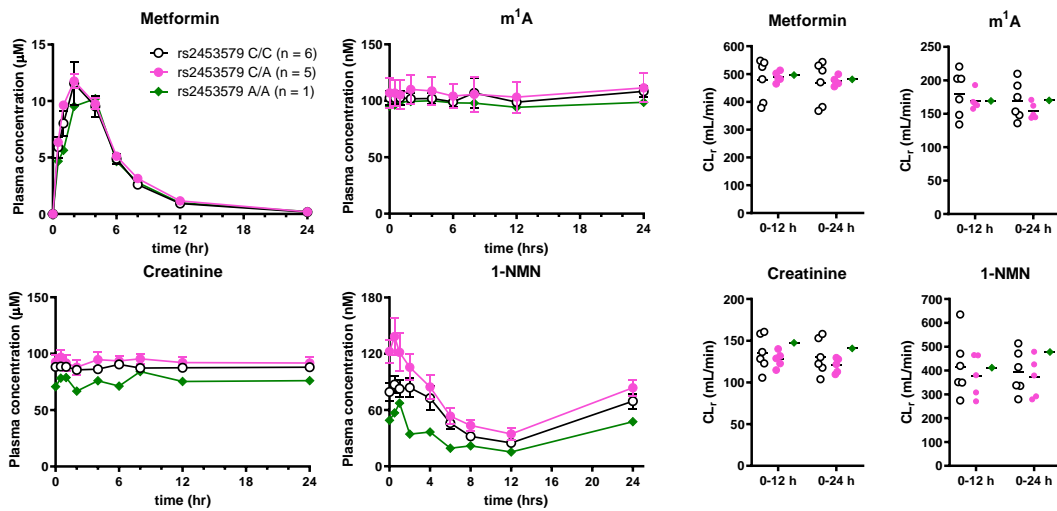 Metformin
Plasma concentration (µM)
15
10
5
0
0 6 12 18 24
time (hr)
rs2453579 C/C (n = 6)
rs2453579 C/A (n = 5)
rs2453579 A/A (n = 1)
m¹A
Plasma concentration (nM)
150
100
50
0
0 6 12 18 24
time (hrs)
Metformin
CLr (mL/min)
600
500
400
300
200
100
0
0-12 h 0-24 h
m¹A
CLr (mL/min)
250
200
150
100
50
0
0-12 h 0-24 h
Creatinine
Plasma concentration (µM)
150
100
50
0
0 6 12 18 24
time (hr)
1-NMN
Plasma concentration (nM)
180
120
60
0
0 4 8 12 16 20 24
time (hrs)
Creatinine
CLr (mL/min)
200
150
100
50
0
0-12 h 0-24 h
1-NMN
CLr (mL/min)
700
600
500
400
300
200
100
0
0-12 h 0-24 h